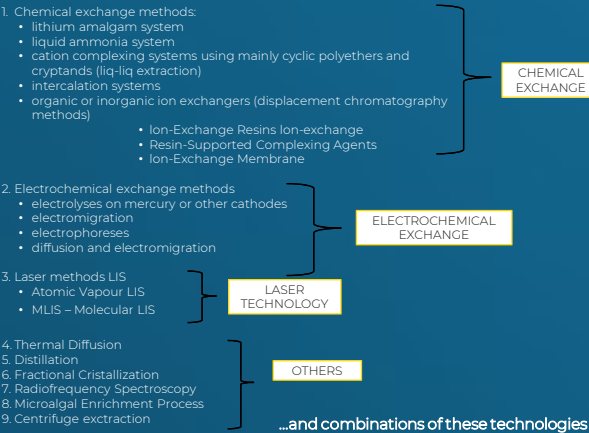 1. Chemical exchange methods:
• lithium amalgam system
• liquid ammonia system
• cation complexing systems using mainly cyclic polyethers and
cryptands (liq-liq extraction)
• intercalation systems
• organic or inorganic ion exchangers (displacement chromatography
methods)
• Ion-Exchange Resins Ion-exchange
• Resin-Supported Complexing Agents
• Ion-Exchange Membrane
CHEMICAL
EXCHANGE
2. Electrochemical exchange methods
• electrolyses on mercury or other cathodes
• electromigration
• electrophoreses
• diffusion and electromigration
ELECTROCHEMICAL
EXCHANGE
3. Laser methods LIS
• Atomic Vapour LIS
• MLIS – Molecular LIS
LASER
TECHNOLOGY
4. Thermal Diffusion
5. Distillation
6. Fractional Cristallization
7. Radiofrequency Spectroscopy
8. Microalgal Enrichment Process
9. Centrifuge exctraction
OTHERS
...and combinations of these technologies